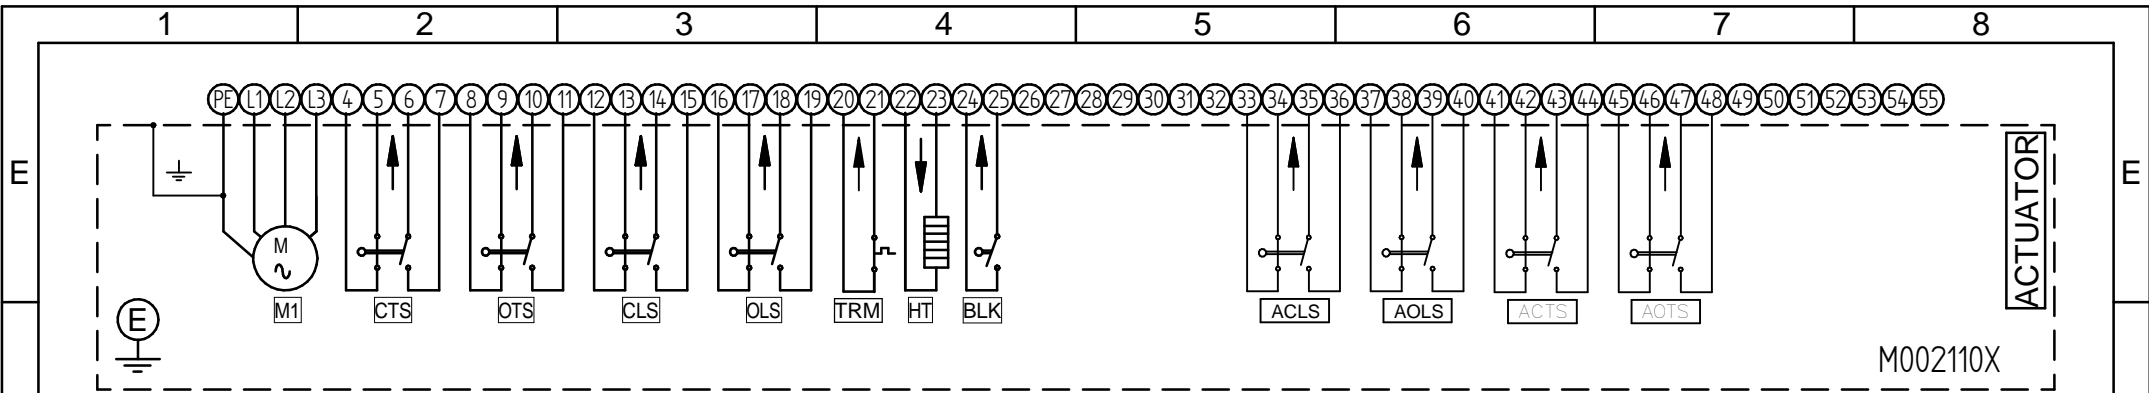 1 2 3 4 5 6 7 8
PE L1 L2 L3 4 5 6 7 8 9 10 11 12 13 14 15 16 17 18 19 20 21 22 23 24 25 26 27 28 29 30 31 32 33 34 35 36 37 38 39 40 41 42 43 44 45 46 47 48 49 50 51 52 53 54 55
E E
ACTUATOR
M
M1 CTS OTS CLS OLS TRM HT BLK ACLS AOLS ACTS AOTS
E
M002110X